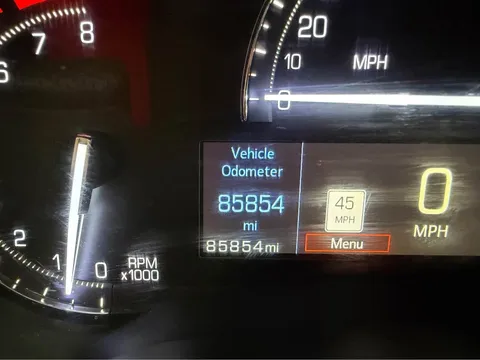 8
7
6
2
1
0
RPM
x1000
20
10
0
MPH
Vehicle
Odometer
85854
mi
85854mi
45
MPH
Menu
0
MPH